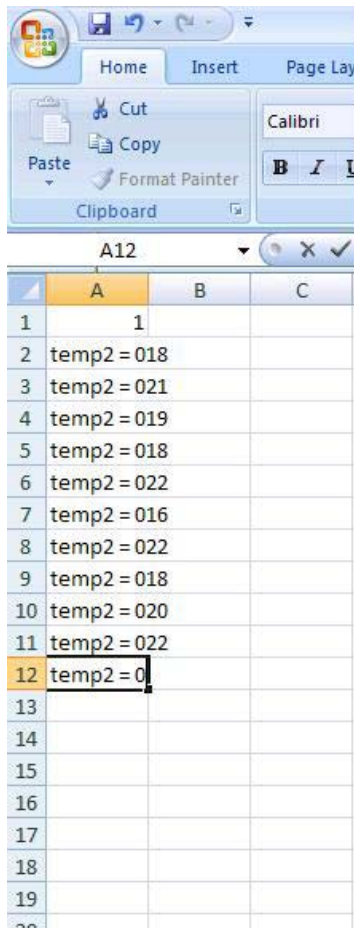 Home Insert Page Lay
Cut
Calibri
Copy
Paste
B I U
Format Painter
Clipboard
A12
A B C
1 1
2 temp2 = 018
3 temp2 = 021
4 temp2 = 019
5 temp2 = 018
6 temp2 = 022
7 temp2 = 016
8 temp2 = 022
9 temp2 = 018
10 temp2 = 020
11 temp2 = 022
12 temp2 = 0
13
14
15
16
17
18
19